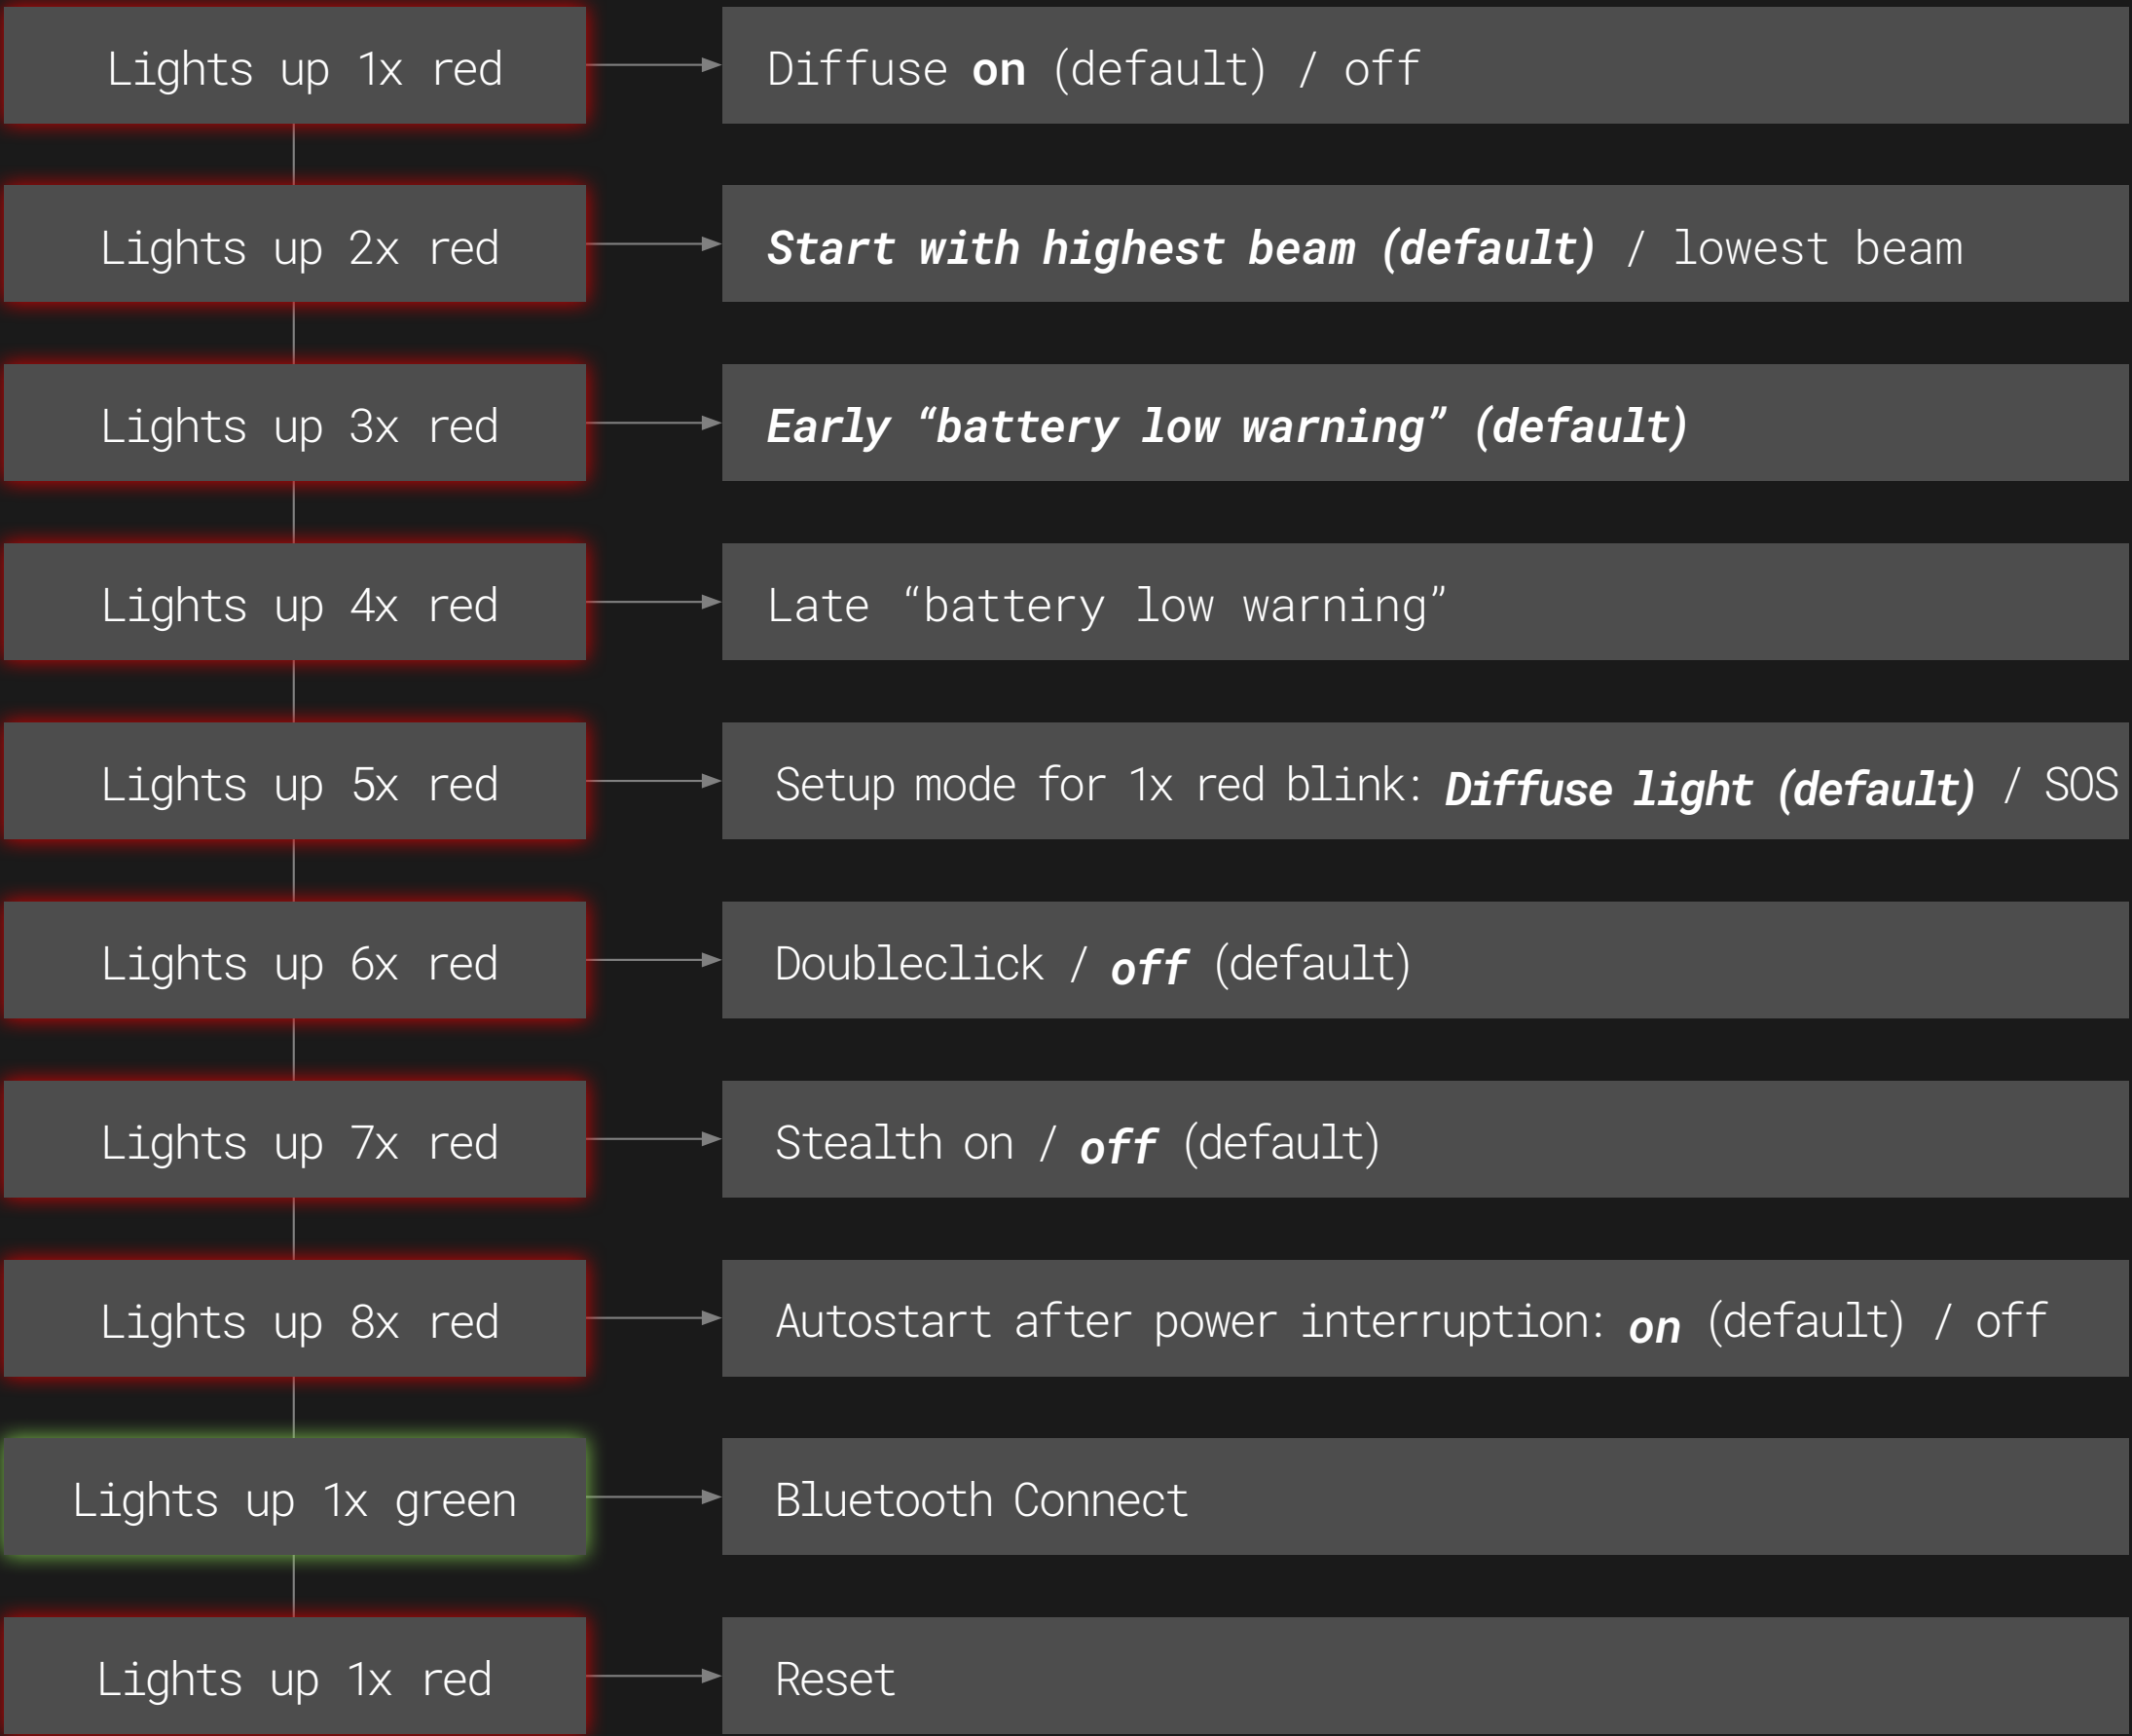 Lights up 1x red
Diffuse on (default) / off
Lights up 2x red
Start with highest beam (default) / lowest beam
Lights up 3x red
Early “battery low warning” (default)
Lights up 4x red
Late “battery low warning”
Lights up 5x red
Setup mode for 1x red blink: Diffuse light (default) / SOS
Lights up 6x red
Doubleclick / off (default)
Lights up 7x red
Stealth on / off (default)
Lights up 8x red
Autostart after power interruption: on (default) / off
Lights up 1x green
Bluetooth Connect
Lights up 1x red
Reset